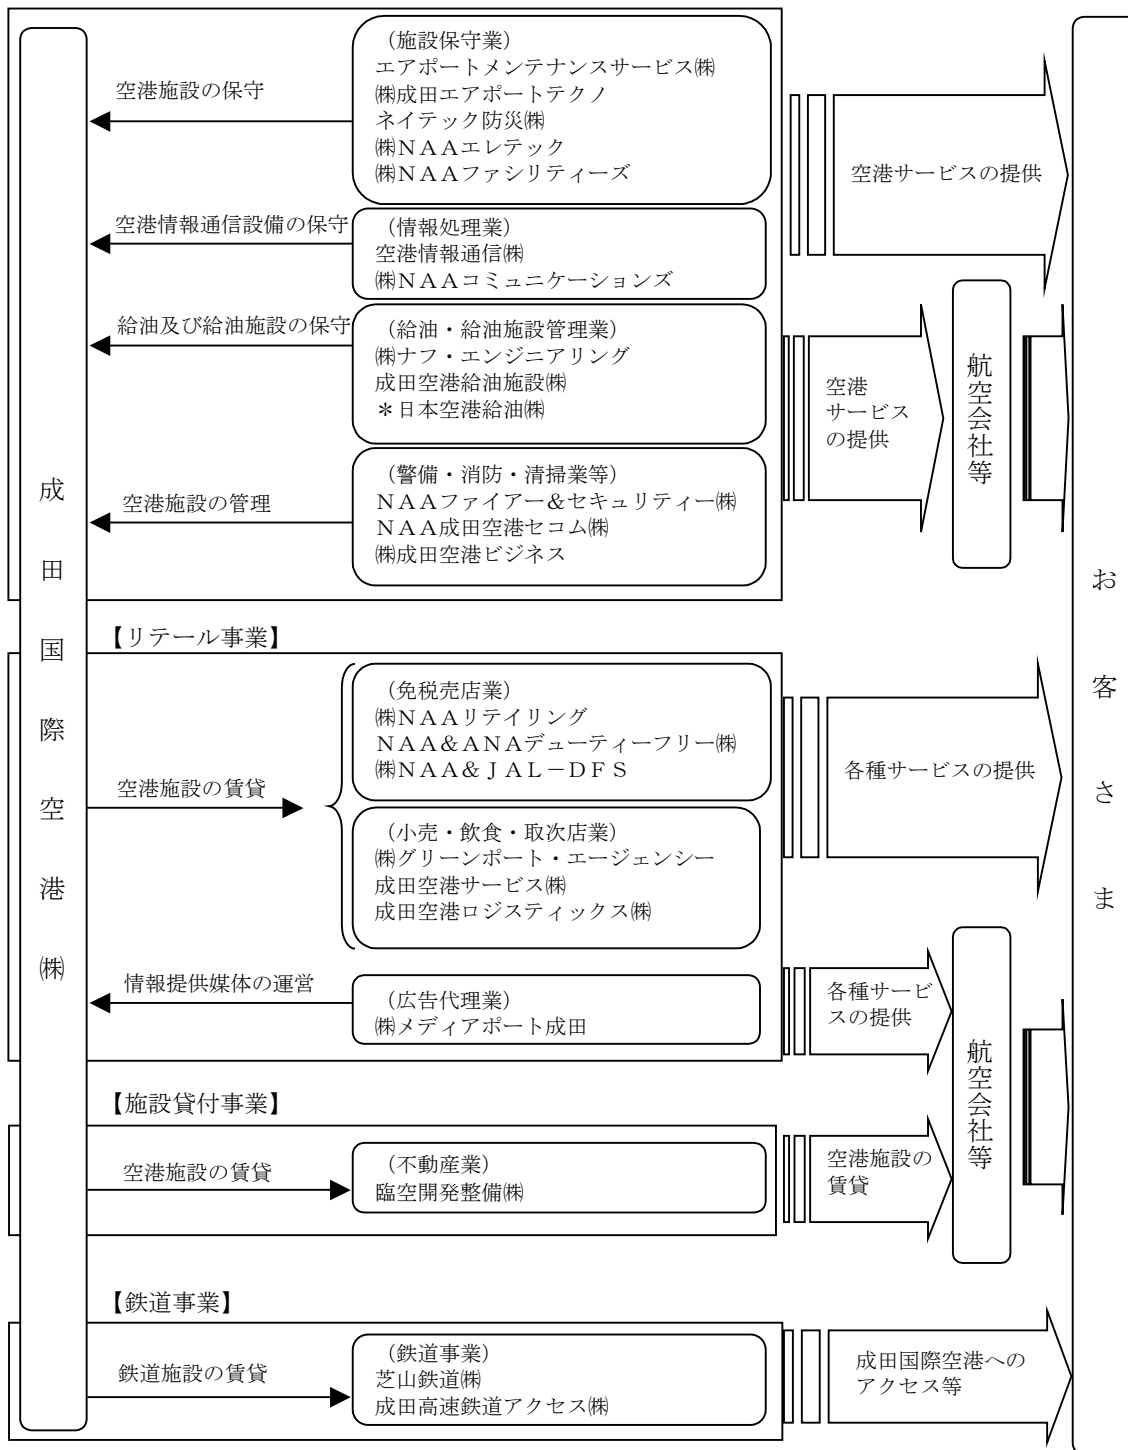 成田国際空港㈱
空港施設の保守
（施設保守業）
エアポートメンテナンスサービス㈱
㈱成田エアポートテクノ
ネイテック防災㈱
㈱ＮＡＡエレテック
㈱ＮＡＡファシリティーズ
空港サービスの提供
空港情報通信設備の保守
（情報処理業）
空港情報通信㈱
㈱ＮＡＡコミュニケーションズ
給油及び給油施設の保守
（給油・給油施設管理業）
㈱ナフ・エンジニアリング
成田空港給油施設㈱
＊日本空港給油㈱
空港
サービス
の提供
航空会社等
空港施設の管理
（警備・消防・清掃業等）
ＮＡＡファイアー＆セキュリティー㈱
ＮＡＡ成田空港セコム㈱
㈱成田空港ビジネス
お客さま
【リテール事業】
空港施設の賃貸
（免税売店業）
㈱ＮＡＡリテイリング
ＮＡＡ＆ＡＮＡデューティーフリー㈱
㈱ＮＡＡ＆ＪＡＬ－ＤＦＳ
各種サービスの提供
（小売・飲食・取次店業）
㈱グリーンポート・エージェンシー
成田空港サービス㈱
成田空港ロジスティックス㈱
情報提供媒体の運営
（広告代理業）
㈱メディアポート成田
各種サービ
スの提供
航空会社等
【施設貸付事業】
空港施設の賃貸
（不動産業）
臨空開発整備㈱
空港施設の
賃貸
【鉄道事業】
鉄道施設の賃貸
（鉄道事業）
芝山鉄道㈱
成田高速鉄道アクセス㈱
成田国際空港への
アクセス等